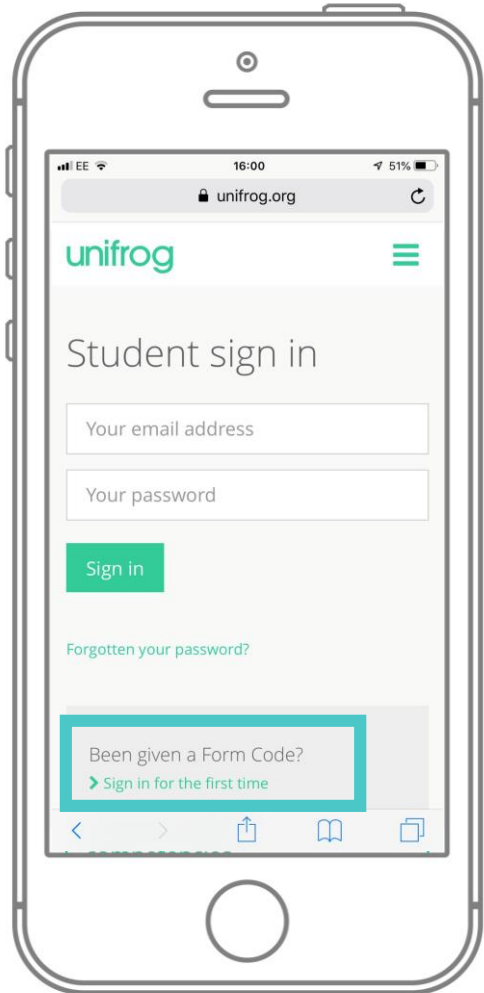 EE 16:00 51%
unifrog.org
unifrog
Student sign in
Your email address
Your password
Sign in
Forgotten your password?
Been given a Form Code?
Sign in for the first time